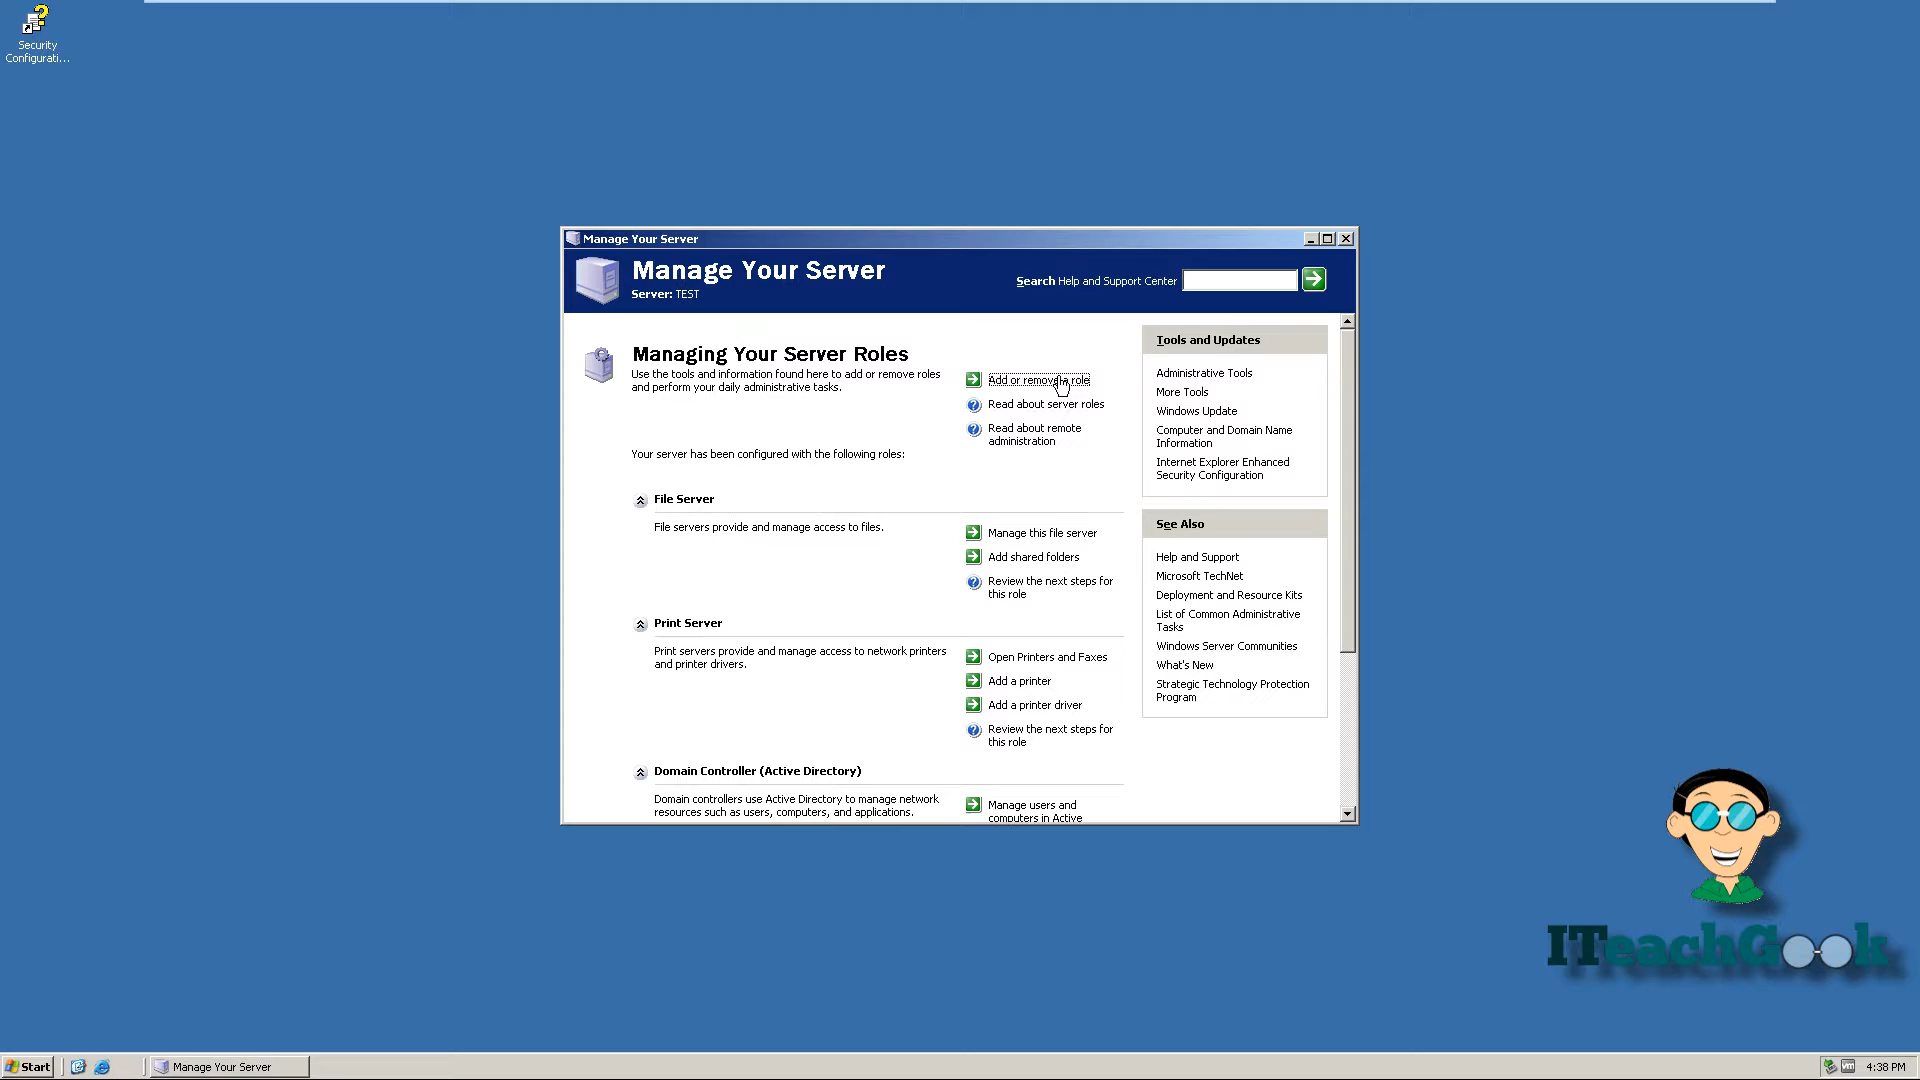 Security
Configurati...
Manage Your Server
Manage Your Server
Server: TEST
Search Help and Support Center
Managing Your Server Roles
Use the tools and information found here to add or remove roles
and perform your daily administrative tasks.
Add or remove a role
Read about server roles
Read about remote
administration
Your server has been configured with the following roles:
File Server
File servers provide and manage access to files.
Manage this file server
Add shared folders
Review the next steps for
this role
Print Server
Print servers provide and manage access to network printers
and printer drivers.
Open Printers and Faxes
Add a printer
Add a printer driver
Review the next steps for
this role
Domain Controller (Active Directory)
Domain controllers use Active Directory to manage network
resources such as users, computers, and applications.
Manage users and
computers in Active
Tools and Updates
Administrative Tools
More Tools
Windows Update
Computer and Domain Name
Information
Internet Explorer Enhanced
Security Configuration
See Also
Help and Support
Microsoft TechNet
Deployment and Resource Kits
List of Common Administrative
Tasks
Windows Server Communities
What's New
Strategic Technology Protection
Program
ITeachGook
Start
Manage Your Server
4:38 PM